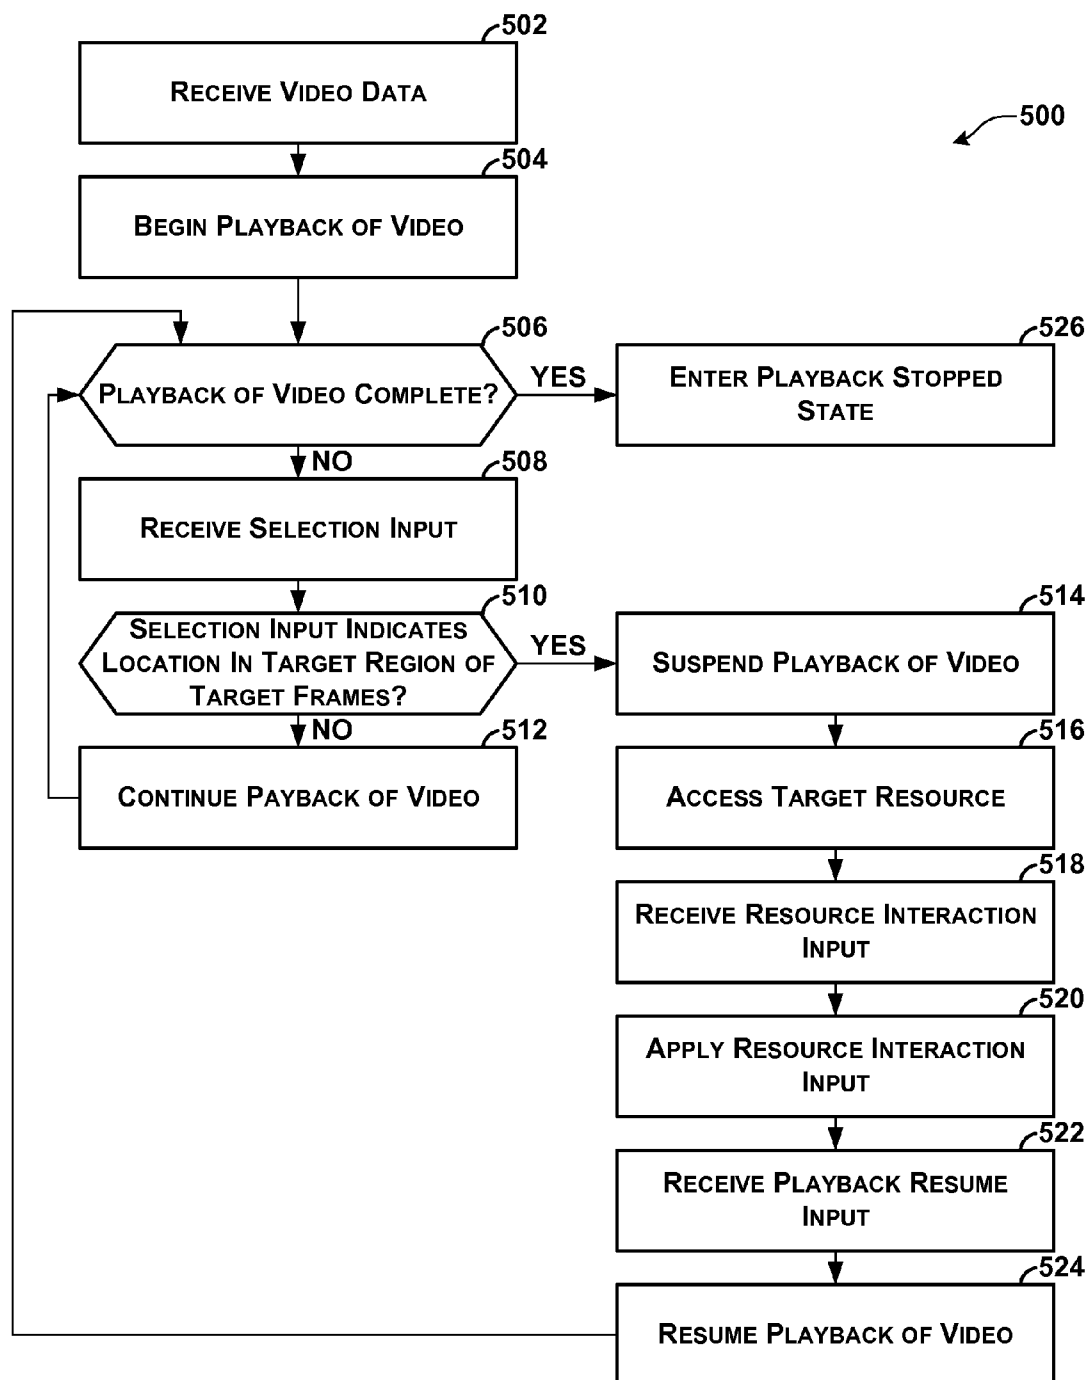 502
RECEIVE VIDEO DATA
500
504
BEGIN PLAYBACK OF VIDEO
506
PLAYBACK OF VIDEO COMPLETE?
YES
526
ENTER PLAYBACK STOPPED
STATE
NO
508
RECEIVE SELECTION INPUT
510
SELECTION INPUT INDICATES
LOCATION IN TARGET REGION OF
TARGET FRAMES?
YES
514
SUSPEND PLAYBACK OF VIDEO
NO
512
CONTINUE PAYBACK OF VIDEO
516
ACCESS TARGET RESOURCE
518
RECEIVE RESOURCE INTERACTION
INPUT
520
APPLY RESOURCE INTERACTION
INPUT
522
RECEIVE PLAYBACK RESUME
INPUT
524
RESUME PLAYBACK OF VIDEO